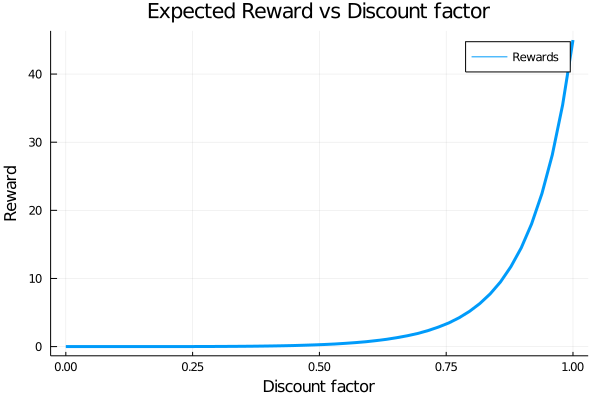 Expected Reward vs Discount factor
Rewards
Reward
40
30
20
10
0
0.00 0.25 0.50 0.75 1.00
Discount factor